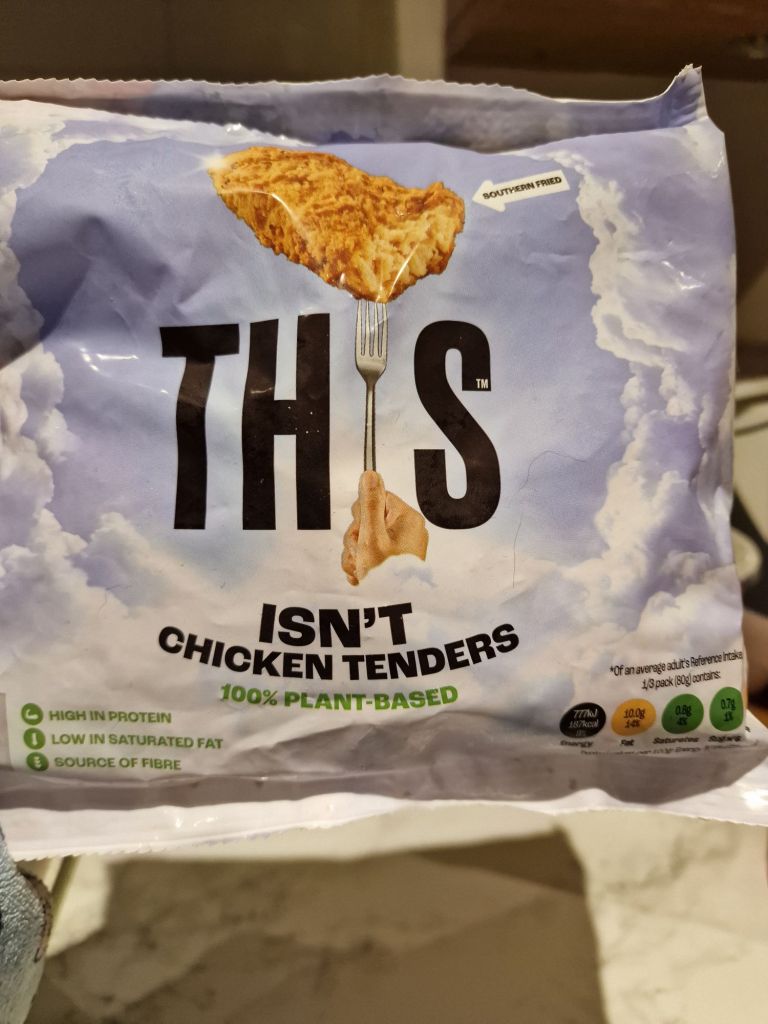 SOUTHERN FRIED
TH S™
ISN'T
CHICKEN TENDERS
100% PLANT-BASED
HIGH IN PROTEIN
LOW IN SATURATED FAT
SOURCE OF FIBRE
*Of an average adult's Reference Intake
1/3 pack (80g) contains:
777kJ 10.0g 0.8g 0.7g
187kcal 14% 4% 1%
Energy Fat Saturates Sugars